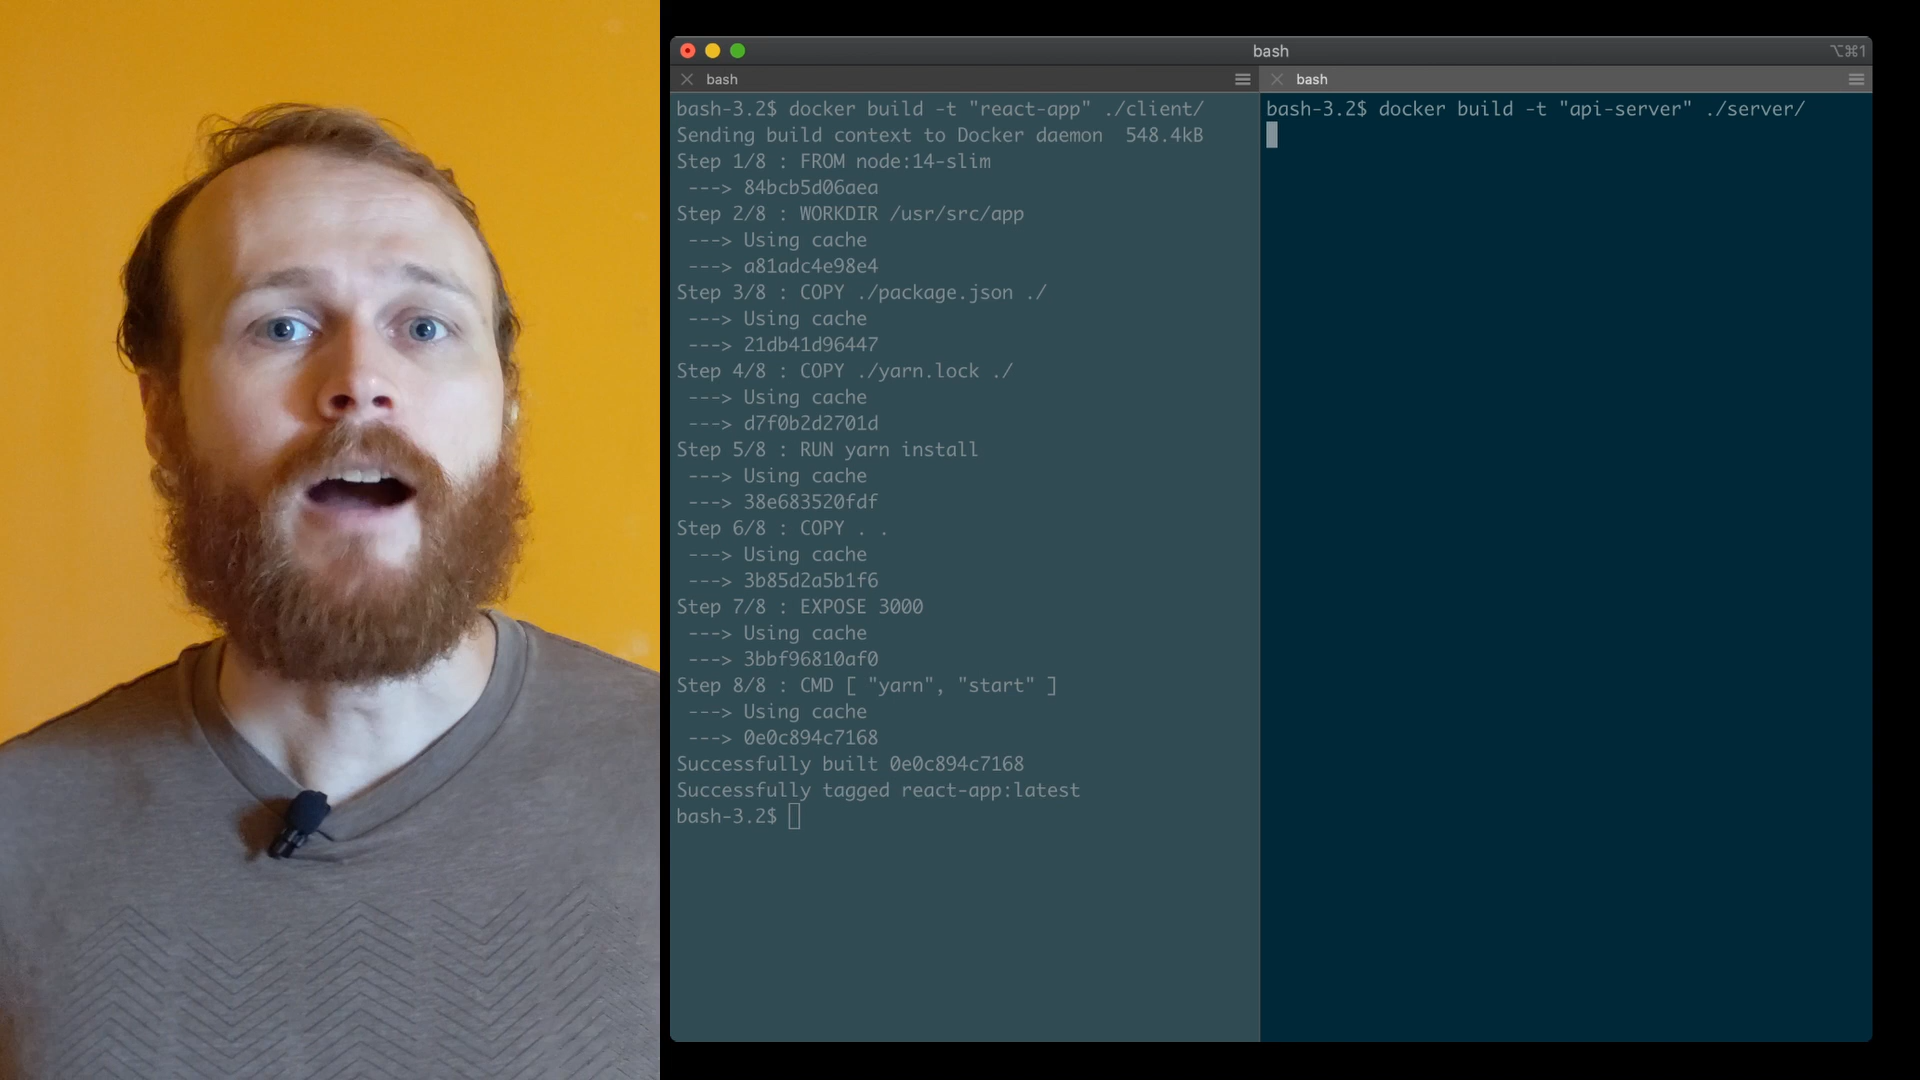 bash
⌥⌘1
bash
bash
bash-3.2$ docker build -t "react-app" ./client/
Sending build context to Docker daemon  548.4kB
Step 1/8 : FROM node:14-slim
 ---> 84bcb5d06aea
Step 2/8 : WORKDIR /usr/src/app
 ---> Using cache
 ---> a81adc4e98e4
Step 3/8 : COPY ./package.json ./
 ---> Using cache
 ---> 21db41d96447
Step 4/8 : COPY ./yarn.lock ./
 ---> Using cache
 ---> d7f0b2d2701d
Step 5/8 : RUN yarn install
 ---> Using cache
 ---> 38e683520fdf
Step 6/8 : COPY . .
 ---> Using cache
 ---> 3b85d2a5b1f6
Step 7/8 : EXPOSE 3000
 ---> Using cache
 ---> 3bbf96810af0
Step 8/8 : CMD [ "yarn", "start" ]
 ---> Using cache
 ---> 0e0c894c7168
Successfully built 0e0c894c7168
Successfully tagged react-app:latest
bash-3.2$
bash-3.2$ docker build -t "api-server" ./server/